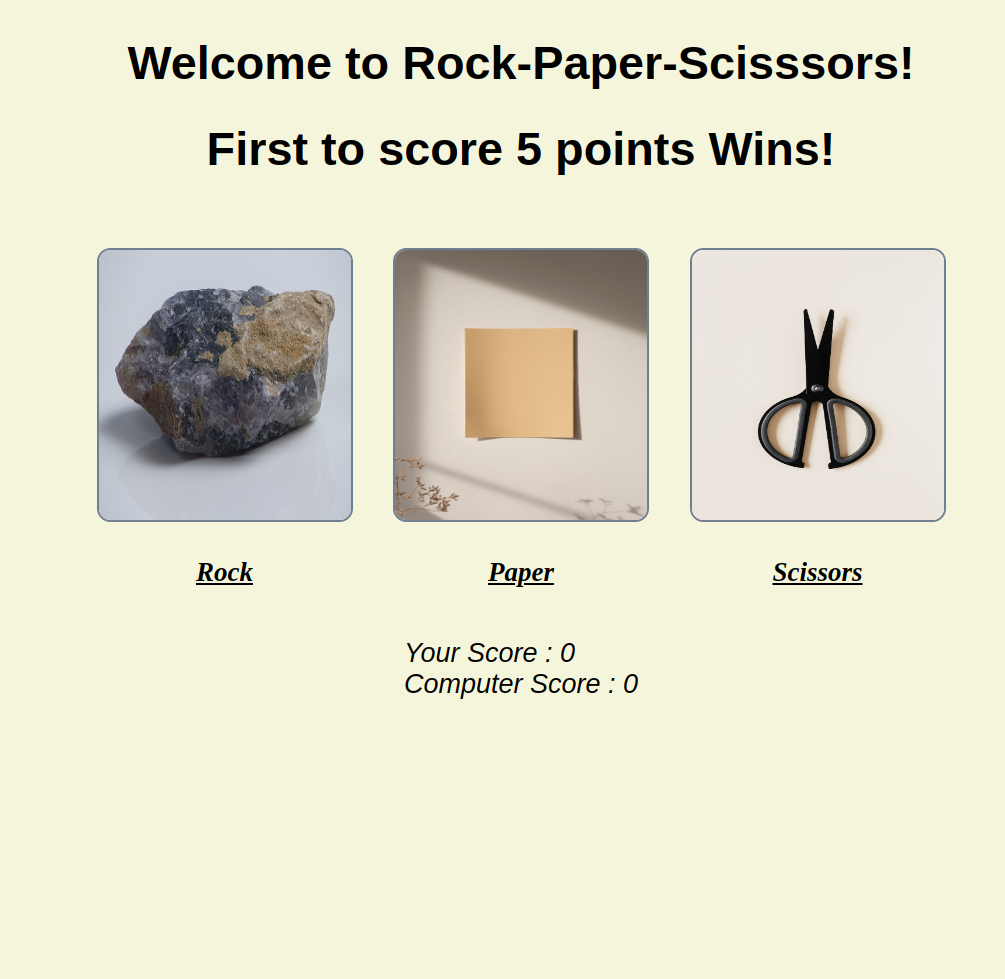 Welcome to Rock-Paper-Scisssors!
First to score 5 points Wins!
Rock
Paper
Scissors
Your Score : 0
Computer Score : 0